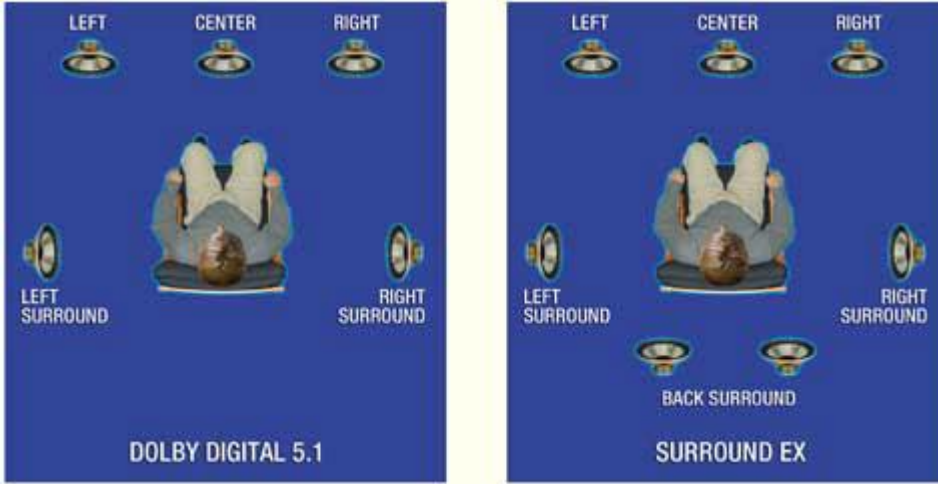 LEFT CENTER RIGHT
LEFT
SURROUND
RIGHT
SURROUND
DOLBY DIGITAL 5.1
LEFT CENTER RIGHT
LEFT
SURROUND
RIGHT
SURROUND
BACK SURROUND
SURROUND EX